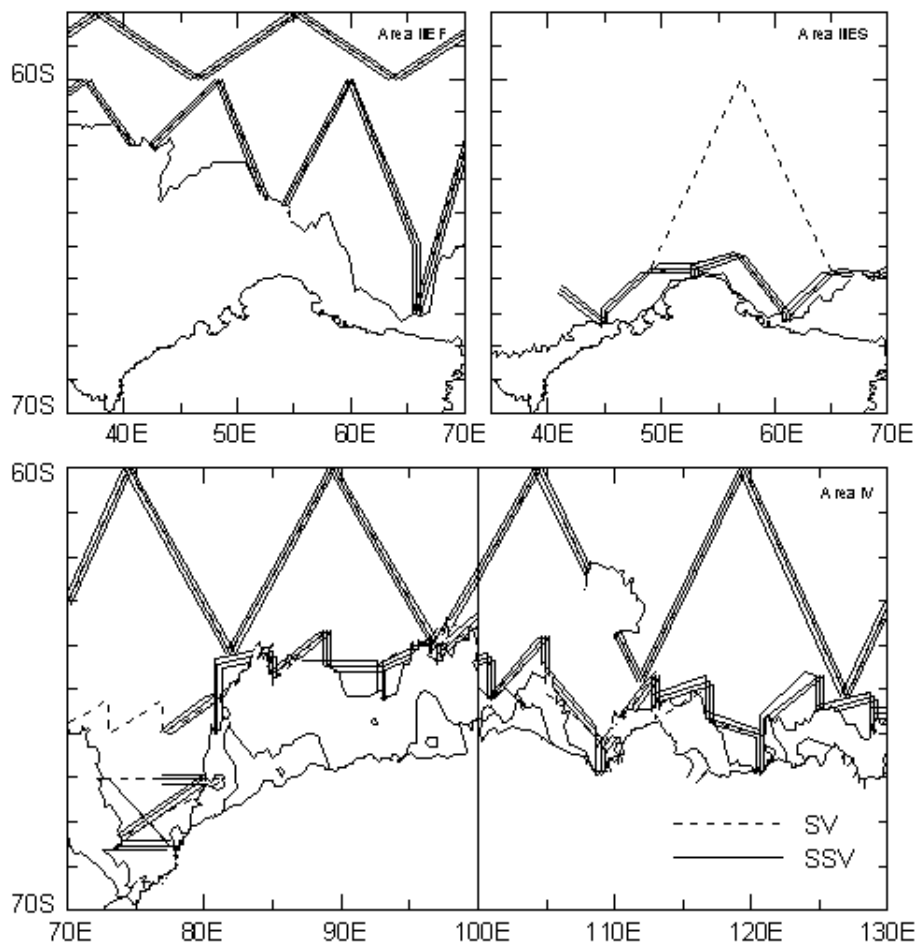 Area IIIEF
Area IIIES
60S
70S
40E 50E 60E 70E
40E 50E 60E 70E
60S
Area IV
SV
SSV
70S
70E 80E 90E 100E 110E 120E 130E